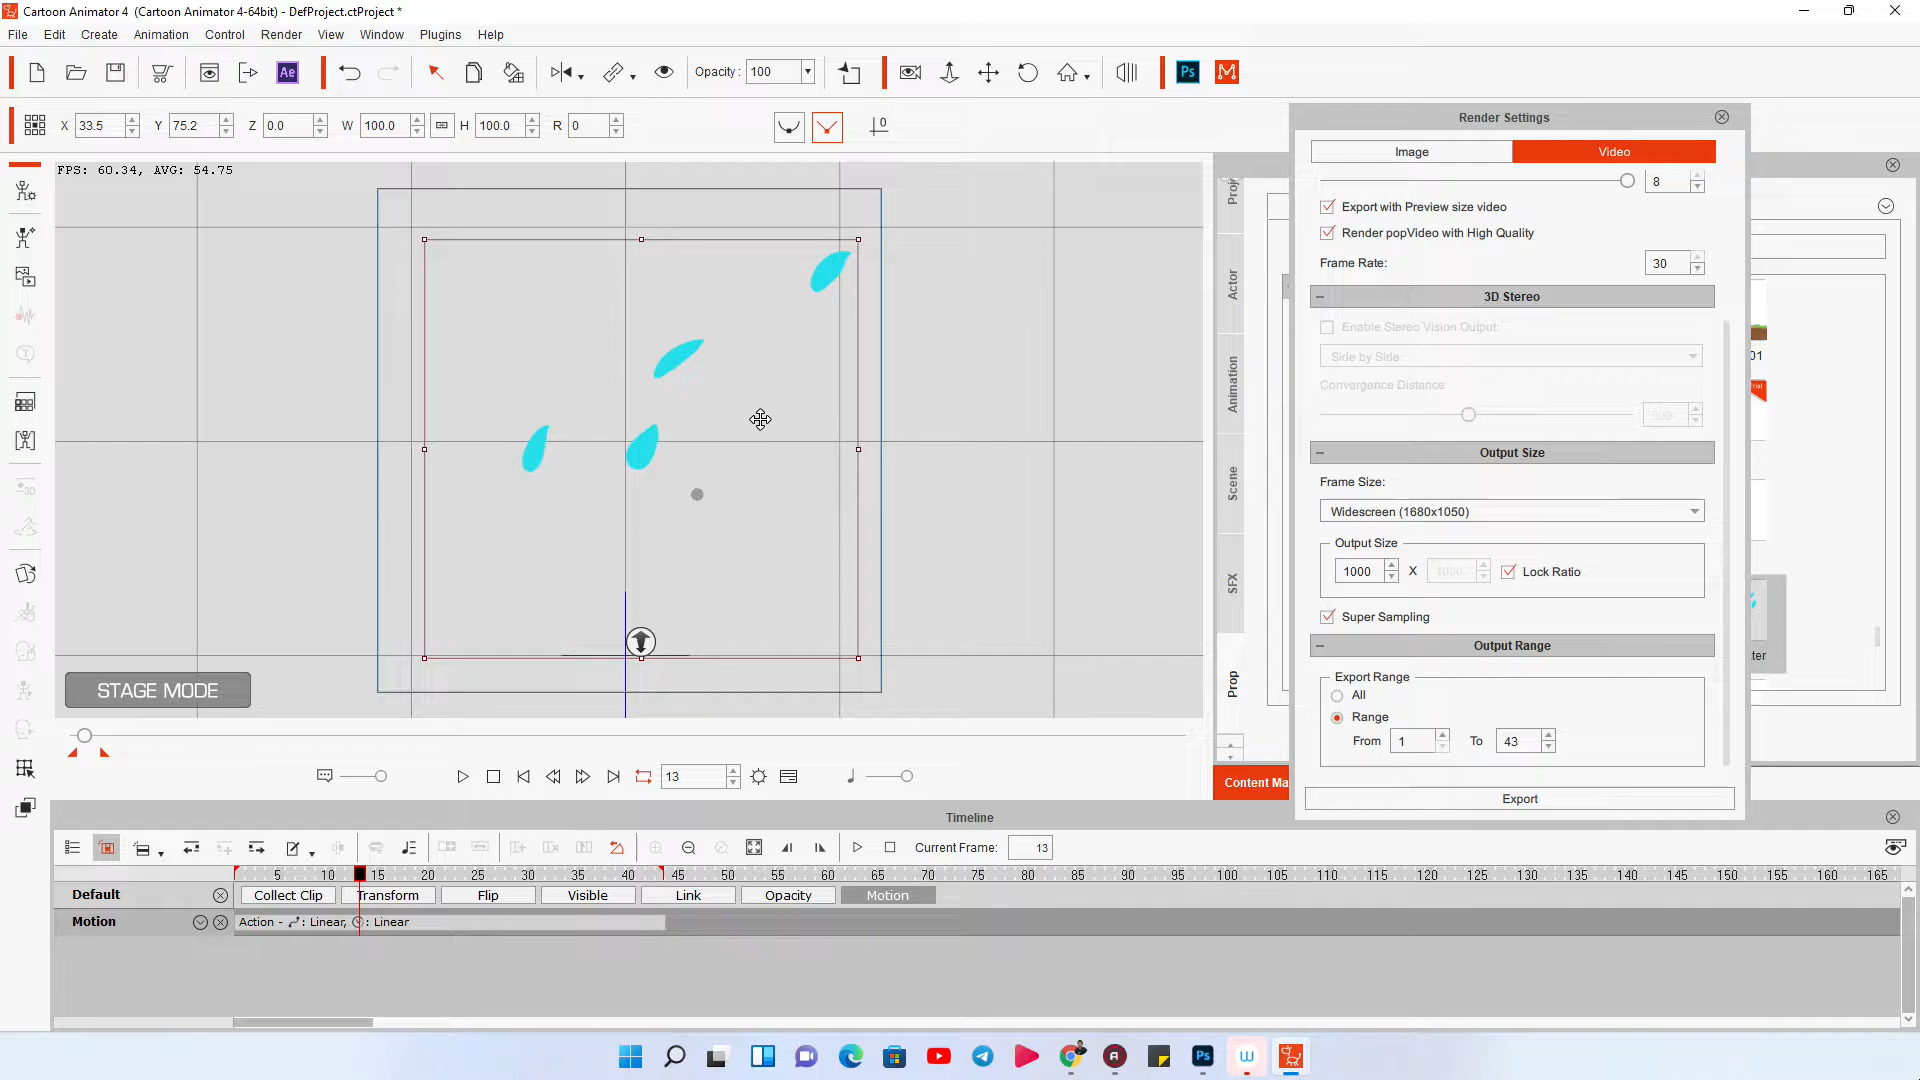 Cartoon Animator 4 (Cartoon Animator 4-64bit) - DefProject.ctProject *
File Edit Create Animation Control Render View Window Plugins Help
Ae Opacity : 100 Ps
X 33.5 Y 75.2 Z 0.0 W 100.0 H 100.0 R 0 0
FPS: 60.34, AVG: 54.75
STAGE MODE
Render Settings
Image Video
8
Export with Preview size video
Render popVideo with High Quality
Frame Rate: 30
3D Stereo
Enable Stereo Vision Output:
Side by Side
Convergence Distance
Output Size
Frame Size:
Widescreen (1680x1050)
Output Size
1000 X 1000 Lock Ratio
Super Sampling
Output Range
Export Range
All
Range
From 1 To 43
Export
Actor
Animation
Scene
SFX
Prop
Content Ma
01
ter
13
Timeline
Current Frame: 13
5 10 15 20 25 30 35 40 45 50 55 60 65 70 75 80 85 90 95 100 105 110 115 120 125 130 135 140 145 150 155 160 165
Default Collect Clip Transform Flip Visible Link Opacity Motion
Motion Action - : Linear, : Linear
Ps